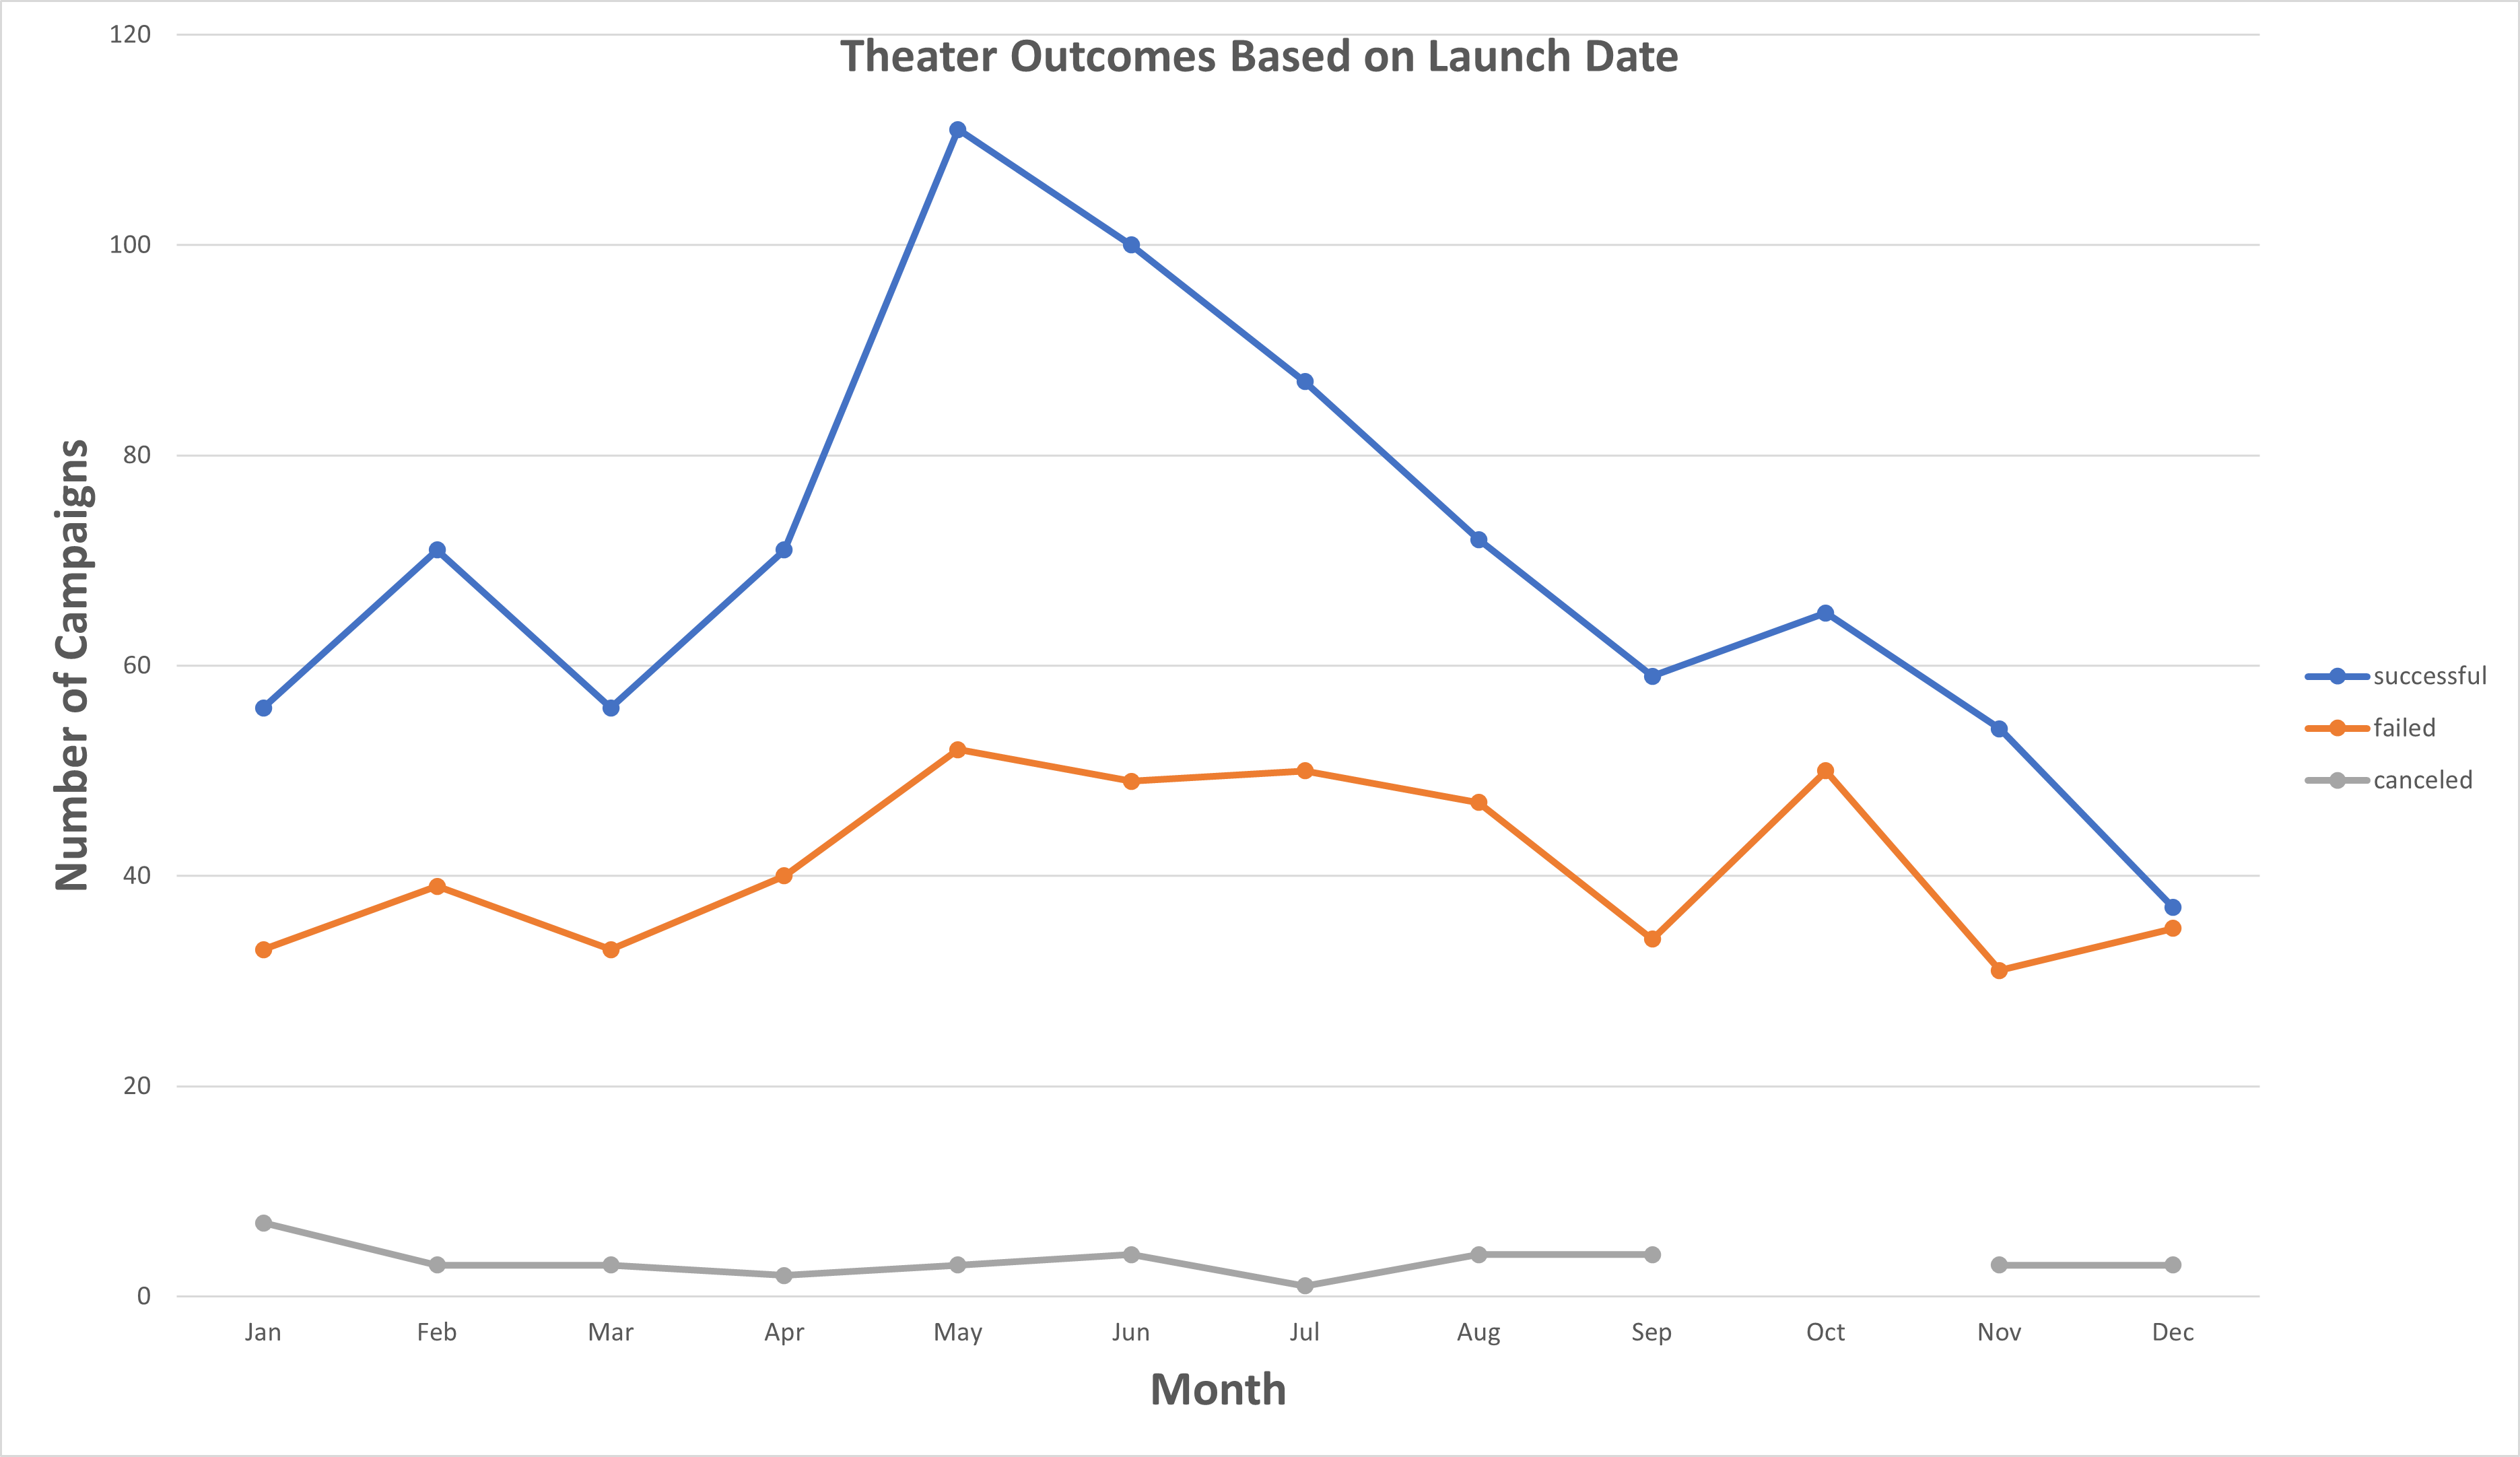 Theater Outcomes Based on Launch Date
120
100
80
60
40
20
0
Number of Campaigns
Jan Feb Mar Apr May Jun Jul Aug Sep Oct Nov Dec
Month
successful
failed
canceled